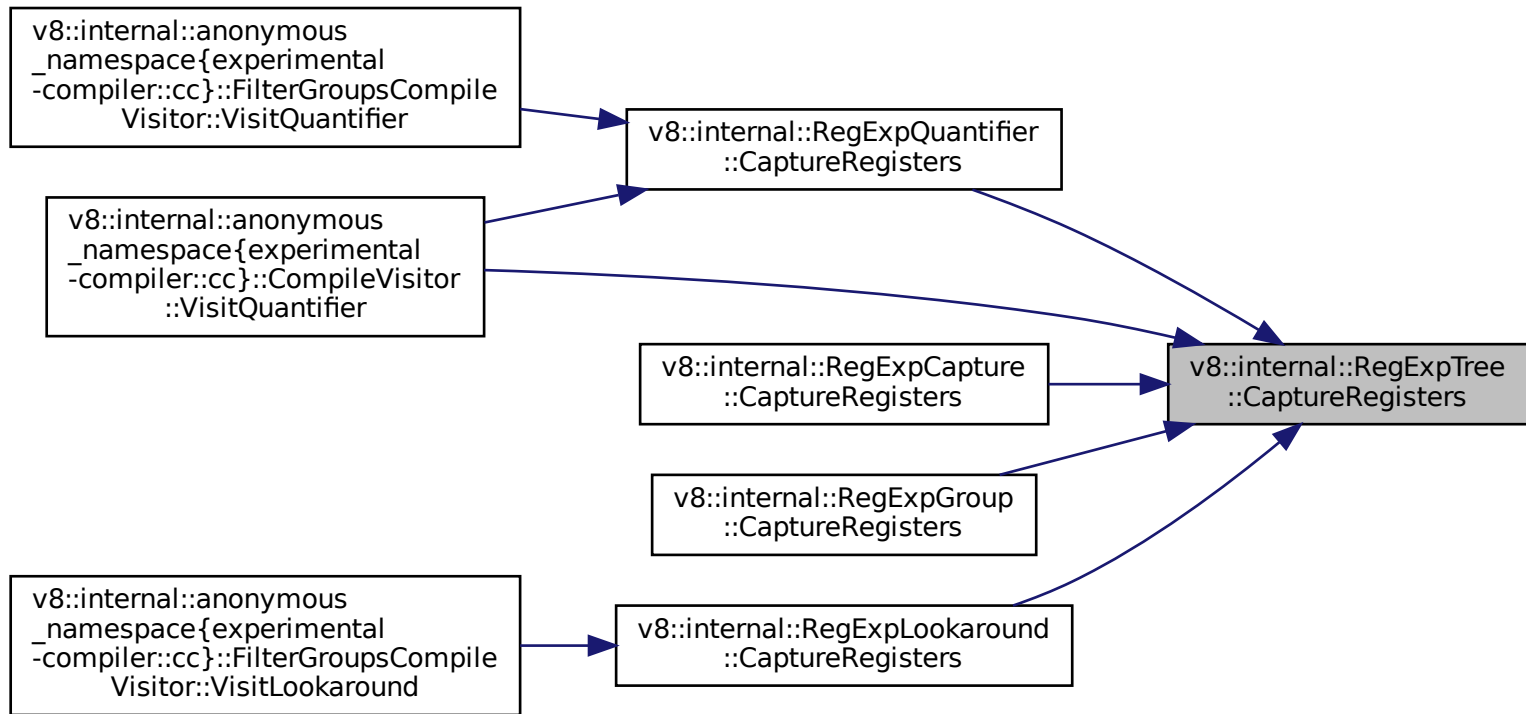 v8::internal::anonymous
_namespace{experimental
-compiler::cc}::FilterGroupsCompile
Visitor::VisitQuantifier
v8::internal::RegExpQuantifier
::CaptureRegisters
v8::internal::anonymous
_namespace{experimental
-compiler::cc}::CompileVisitor
::VisitQuantifier
v8::internal::RegExpCapture
::CaptureRegisters
v8::internal::RegExpTree
::CaptureRegisters
v8::internal::RegExpGroup
::CaptureRegisters
v8::internal::anonymous
_namespace{experimental
-compiler::cc}::FilterGroupsCompile
Visitor::VisitLookaround
v8::internal::RegExpLookaround
::CaptureRegisters